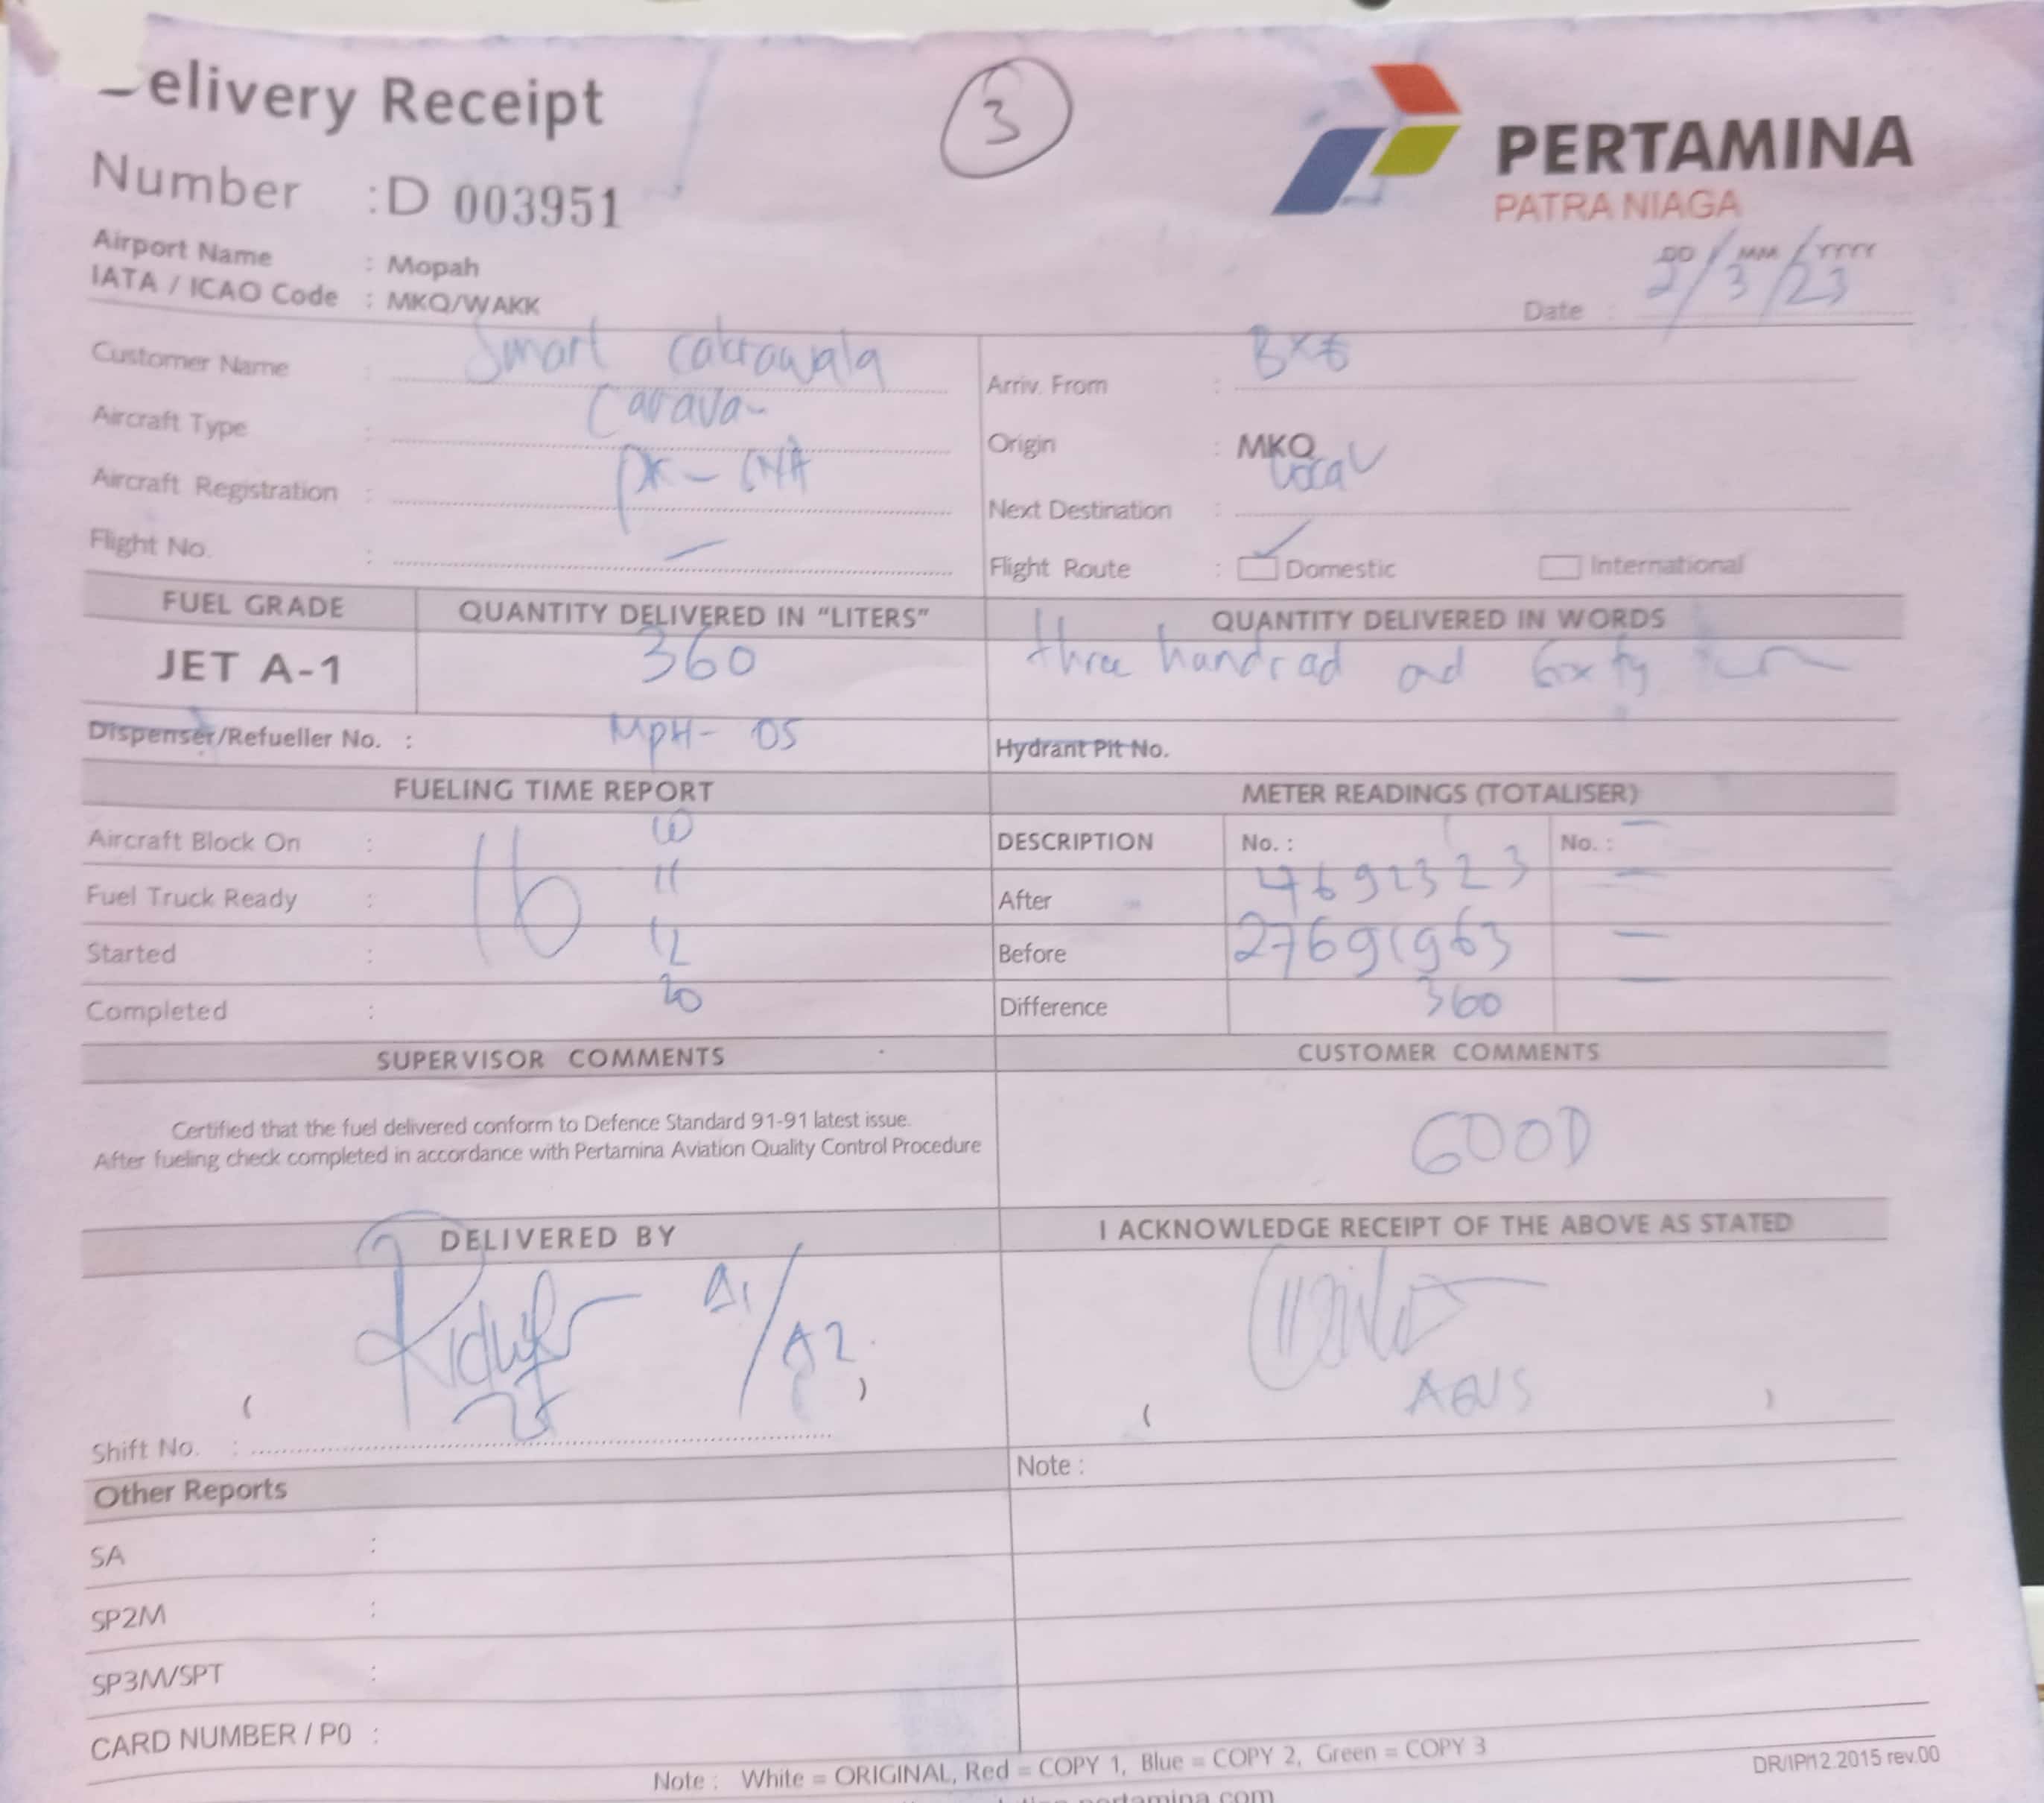 elivery Receipt
3
PERTAMINA
PATRA NIAGA
Number : D 003951
Airport Name : Mopah
IATA / ICAO Code : MKQ/WAKK
DD / MM / YYYY
Date : 2/3/23
Customer Name : Smart Cakrawala
Arriv. From :
Aircraft Type : Carava-
Origin : MKQ
Aircraft Registration : PK-
Next Destination : Local
Flight No. : -
Flight Route : ✓ Domestic International
FUEL GRADE QUANTITY DELIVERED IN "LITERS" QUANTITY DELIVERED IN WORDS
JET A-1 360 three handrad ad Sixty
Dispenser/Refueller No. : MPH- 05 Hydrant Pit No.
FUELING TIME REPORT METER READINGS (TOTALISER)
Aircraft Block On : 10 DESCRIPTION No. : No. : -
Fuel Truck Ready : 16 11 After 4692323 -
Started : 12 Before 27691963 -
Completed : 20 Difference 360 -
SUPERVISOR COMMENTS CUSTOMER COMMENTS
Certified that the fuel delivered conform to Defence Standard 91-91 latest issue.
After fueling check completed in accordance with Pertamina Aviation Quality Control Procedure
GOOD
DELIVERED BY I ACKNOWLEDGE RECEIPT OF THE ABOVE AS STATED
A1/A2
( ) ( AGUS )
Shift No. :
Other Reports Note :
SA :
SP2M :
SP3M/SPT :
CARD NUMBER / P0 :
Note : White = ORIGINAL, Red = COPY 1, Blue = COPY 2, Green = COPY 3
DR/IP/12.2015 rev.00
pertamina.com